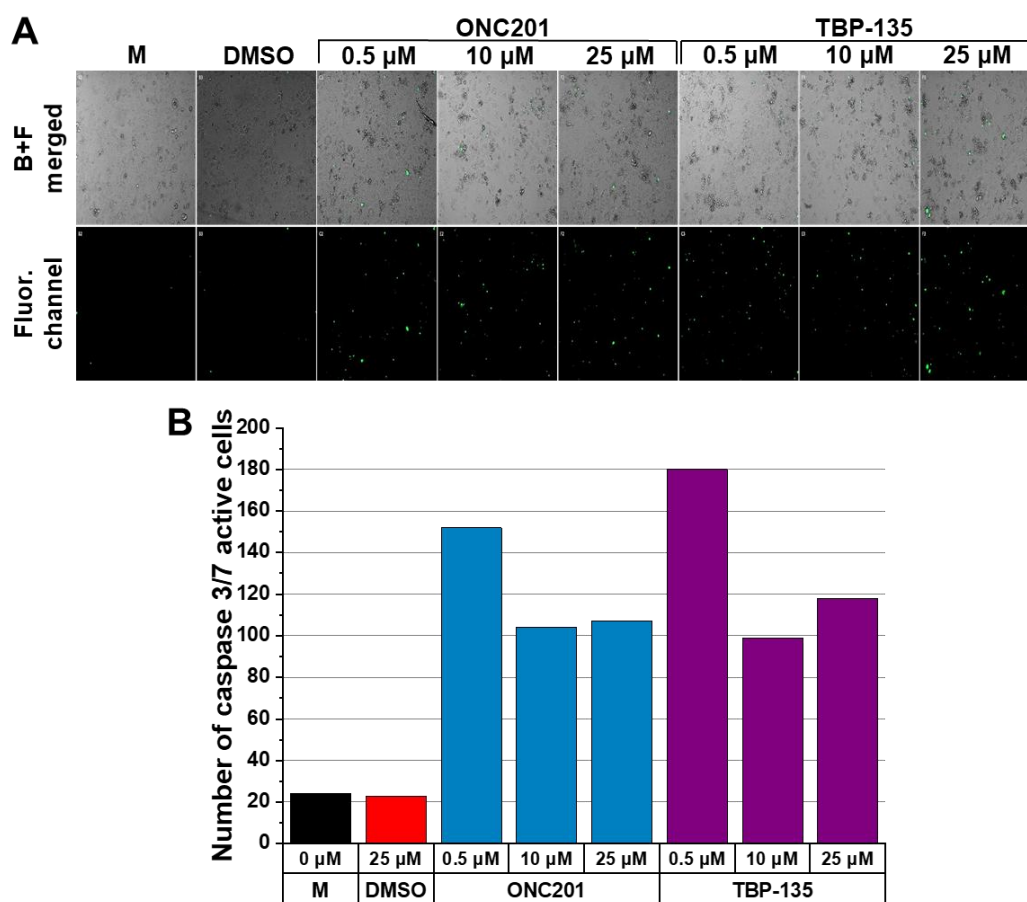 A
ONC201 TBP-135
M DMSO 0.5 µM 10 µM 25 µM 0.5 µM 10 µM 25 µM
B+F
merged
Fluor.
channel
B
Number of caspase 3/7 active cells
200
180
160
140
120
100
80
60
40
20
0
0 µM 25 µM 0.5 µM 10 µM 25 µM 0.5 µM 10 µM 25 µM
M DMSO ONC201 TBP-135